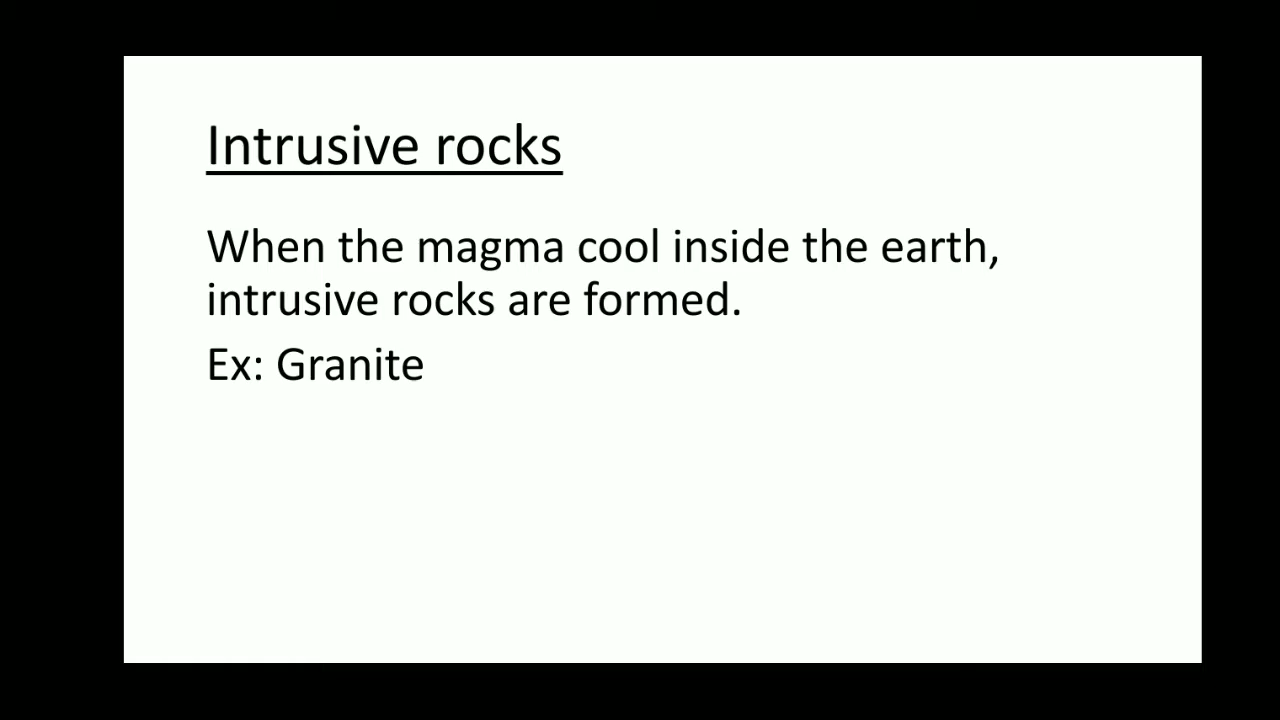 Intrusive rocks
When the magma cool inside the earth,
intrusive rocks are formed.
Ex: Granite